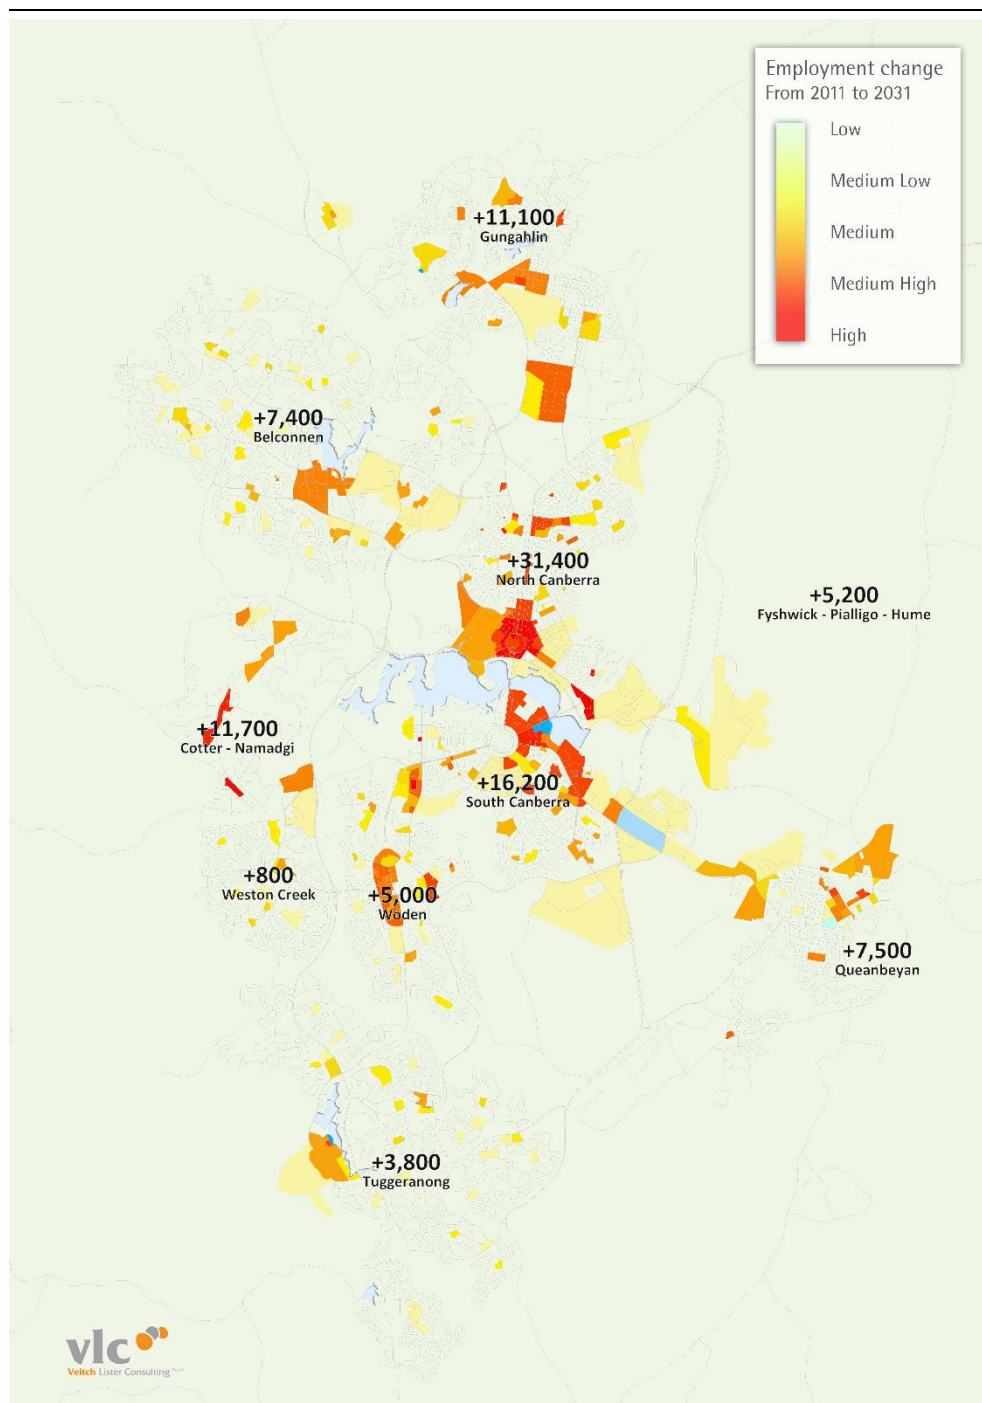 Employment change
From 2011 to 2031
Low
Medium Low
Medium
Medium High
High
+11,100
Gungahlin
+7,400
Belconnen
+31,400
North Canberra
+5,200
Fyshwick - Pialligo - Hume
+11,700
Cotter - Namadgi
+16,200
South Canberra
+800
Weston Creek
+5,000
Woden
+7,500
Queanbeyan
+3,800
Tuggeranong
vlc
Veitch Lister Consulting